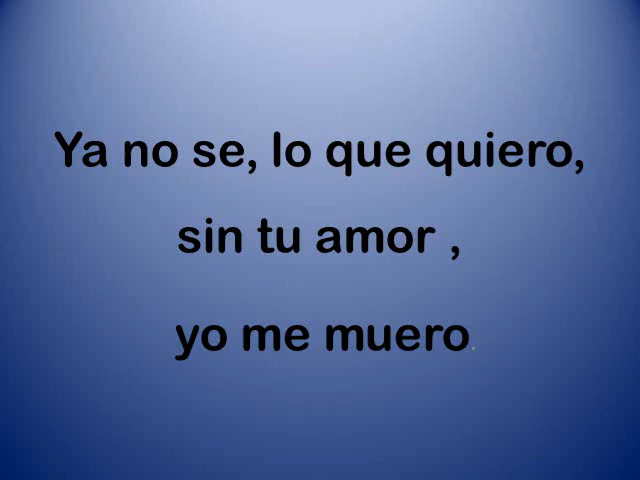 Ya no se, lo que quiero,
sin tu amor ,
yo me muero.